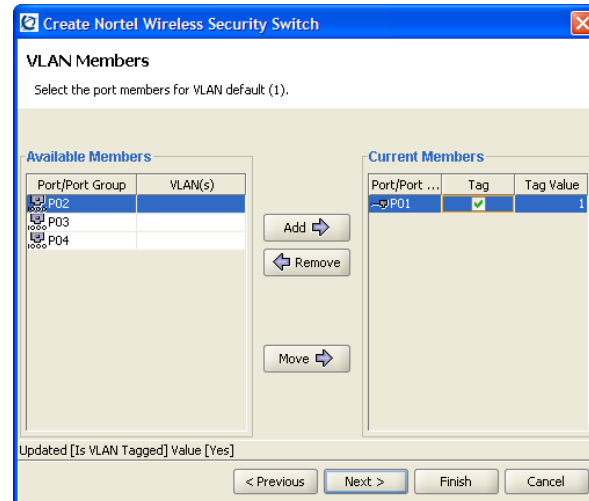 Create Nortel Wireless Security Switch
VLAN Members
Select the port members for VLAN default (1).
Available Members
Port/Port Group VLAN(s)
P02
P03
P04
Add
Remove
Move
Current Members
Port/Port ... Tag Tag Value
P01 1
Updated [Is VLAN Tagged] Value [Yes]
< Previous Next > Finish Cancel